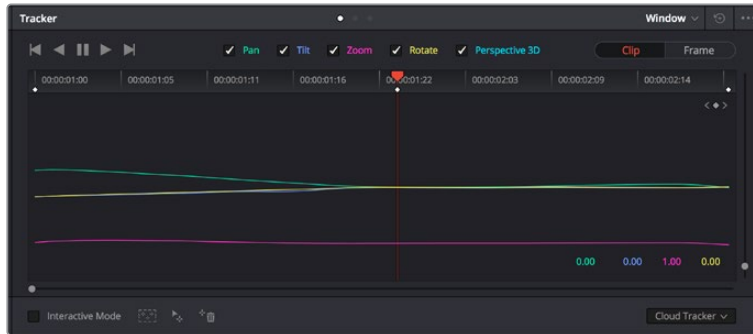 Tracker
Window
Pan Tilt Zoom Rotate Perspective 3D
Clip Frame
00:00:01:00 00:00:01:05 00:00:01:11 00:00:01:16 00:00:01:22 00:00:02:03 00:00:02:09 00:00:02:14
0.00 0.00 1.00 0.00
Interactive Mode
Cloud Tracker